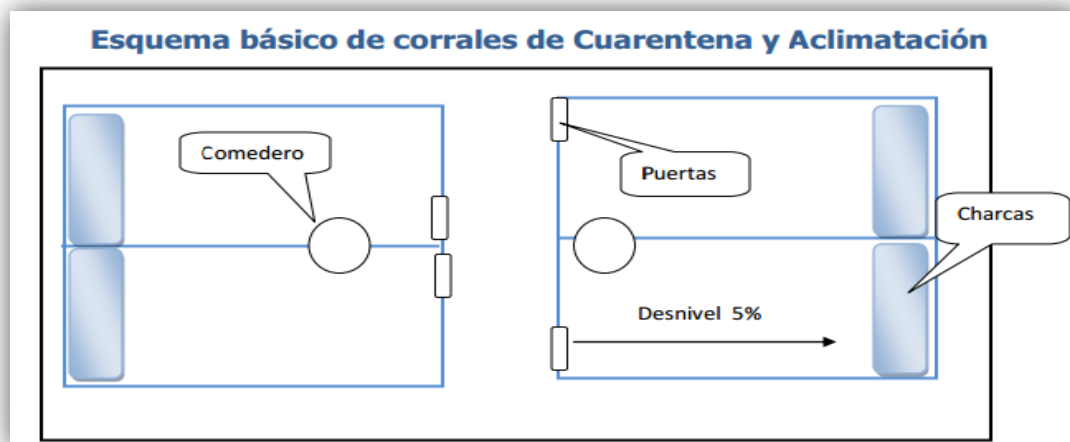 Esquema básico de corrales de Cuarentena y Aclimatación
Comedero
Puertas
Charcas
Desnivel 5%